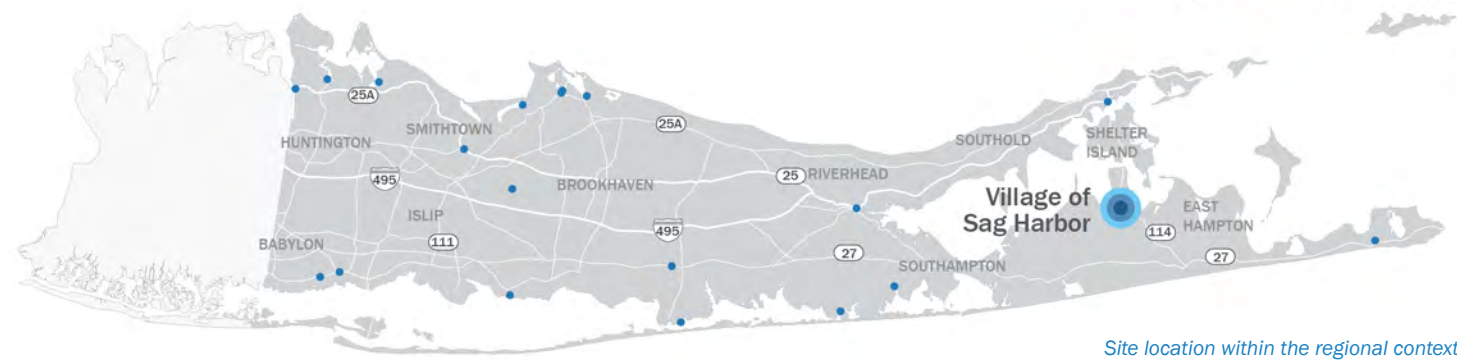 25A
HUNTINGTON
SMITHTOWN
495
25A
BROOKHAVEN
ISLIP
111
BABYLON
495
25
RIVERHEAD
SOUTHOLD
SHELTER
ISLAND
Village of
Sag Harbor
EAST
HAMPTON
114
27
27
SOUTHAMPTON
Site location within the regional context